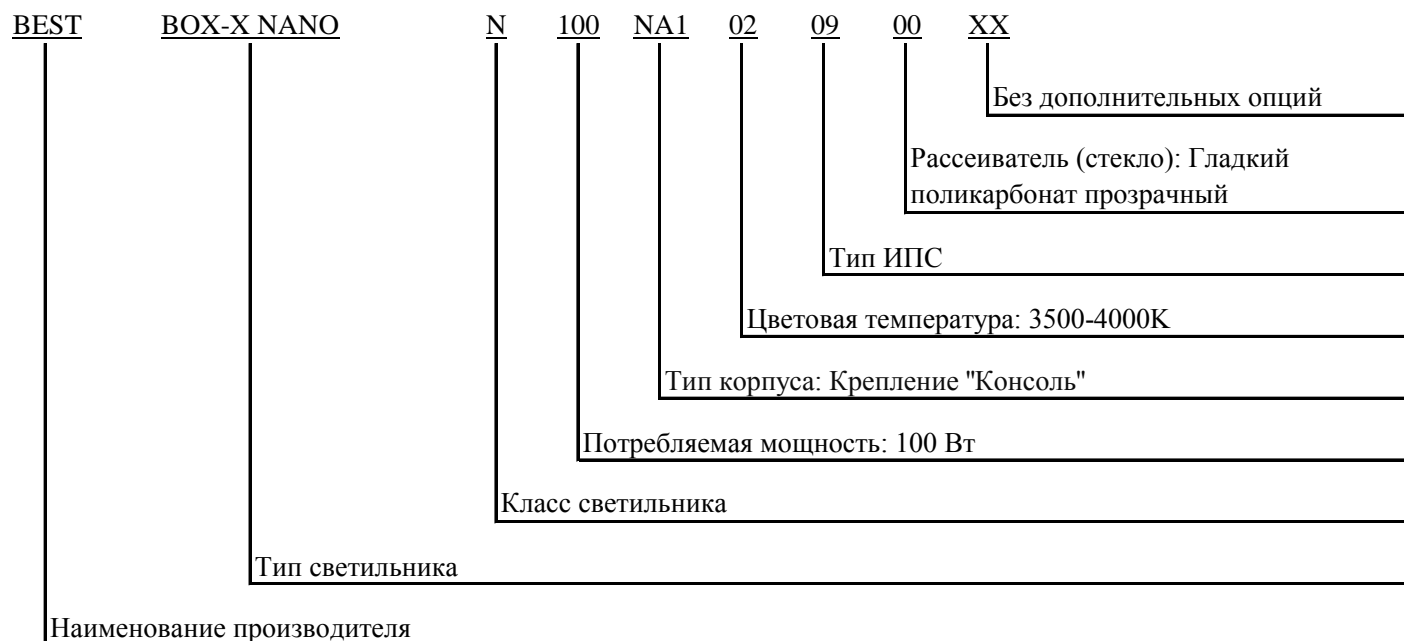 BEST BOX-X NANO N 100 NA1 02 09 00 XX
Без дополнительных опций
Рассеиватель (стекло): Гладкий
поликарбонат прозрачный
Тип ИПС
Цветовая температура: 3500-4000K
Тип корпуса: Крепление "Консоль"
Потребляемая мощность: 100 Вт
Класс светильника
Тип светильника
Наименование производителя